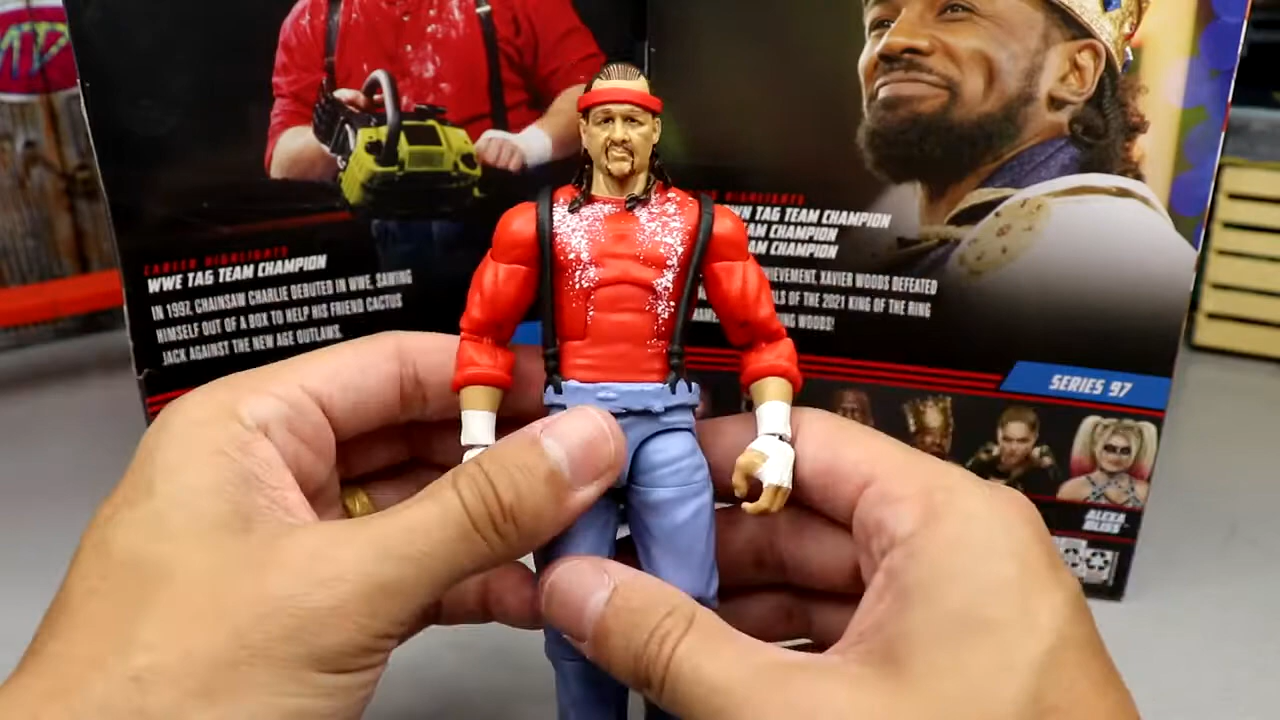 CAREER HIGHLIGHTS
WWE TAG TEAM CHAMPION
IN 1997, CHAINSAW CHARLIE DEBUTED IN WWE, SAWING
HIMSELF OUT OF A BOX TO HELP HIS FRIEND CACTUS
JACK AGAINST THE NEW AGE OUTLAWS.
HIGHLIGHTS
TAG TEAM CHAMPION
TEAM CHAMPION
TEAM CHAMPION
XAVIER WOODS DEFEATED
OF THE 2021 KING OF THE RING
WOODS!
SERIES 97
ALEXA
BLISS